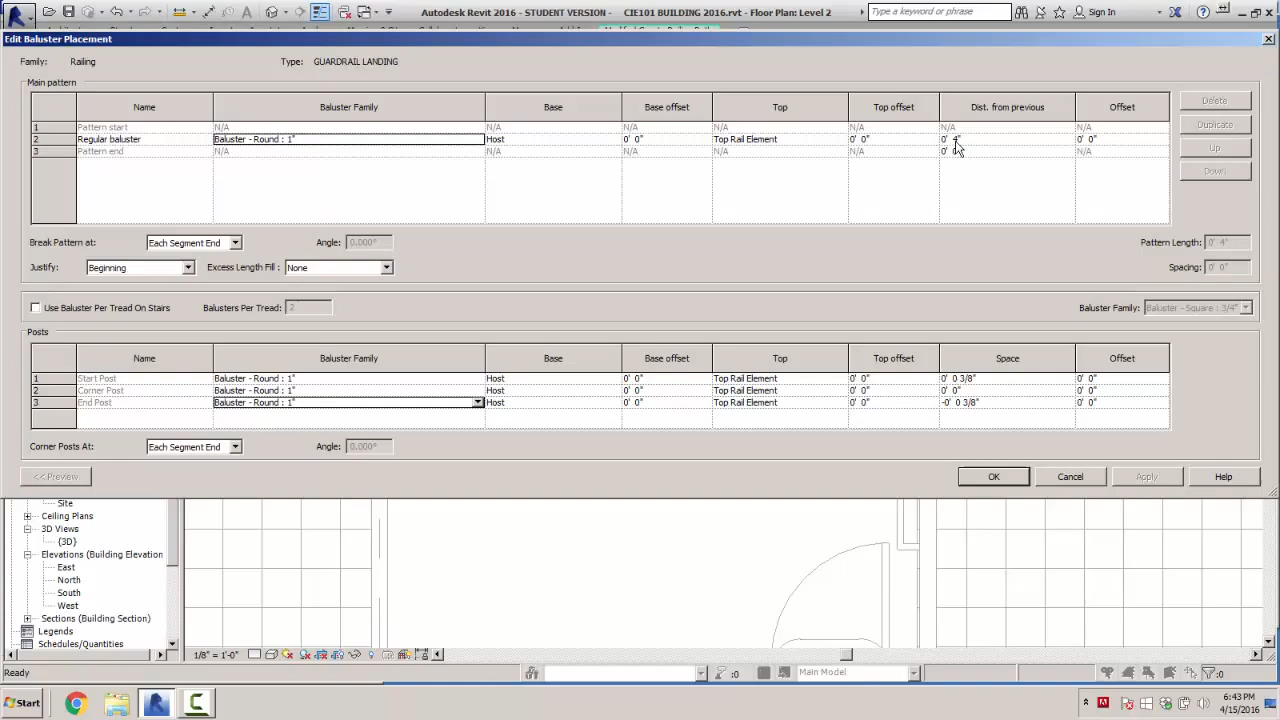 Autodesk Revit 2016 - STUDENT VERSION - CIE101 BUILDING-2016.rvt - Floor Plan: Level 2
Type a keyword or phrase
Sign In
Edit Baluster Placement
Family: Railing Type: GUARDRAIL LANDING
Main pattern
Name Baluster Family Base Base offset Top Top offset Dist. from previous Offset
1 Pattern start N/A N/A N/A N/A N/A N/A N/A
2 Regular baluster Baluster - Round : 1" Host 0' 0" Top Rail Element 0' 0" 0' 4" 0' 0"
3 Pattern end N/A N/A N/A N/A N/A 0' N/A
Delete
Duplicate
Up
Down
Break Pattern at: Each Segment End Angle: 0.000° Pattern Length: 0' 4"
Justify: Beginning Excess Length Fill : None Spacing: 0' 0"
Use Baluster Per Tread On Stairs Balusters Per Tread: 2 Baluster Family: Baluster - Square : 3/4"
Posts
Name Baluster Family Base Base offset Top Top offset Space Offset
1 Start Post Baluster - Round : 1" Host 0' 0" Top Rail Element 0' 0" 0' 0 3/8" 0' 0"
2 Corner Post Baluster - Round : 1" Host 0' 0" Top Rail Element 0' 0" 0' 0" 0' 0"
3 End Post Baluster - Round : 1" Host 0' 0" Top Rail Element 0' 0" -0' 0 3/8" 0' 0"
Corner Posts At: Each Segment End Angle: 0.000°
<< Preview OK Cancel Apply Help
Site
Ceiling Plans
3D Views
{3D}
Elevations (Building Elevation
East
North
South
West
Sections (Building Section)
Legends
Schedules/Quantities
1/8" = 1'-0"
Ready :0 Main Model :0
Start
6:43 PM
4/15/2016